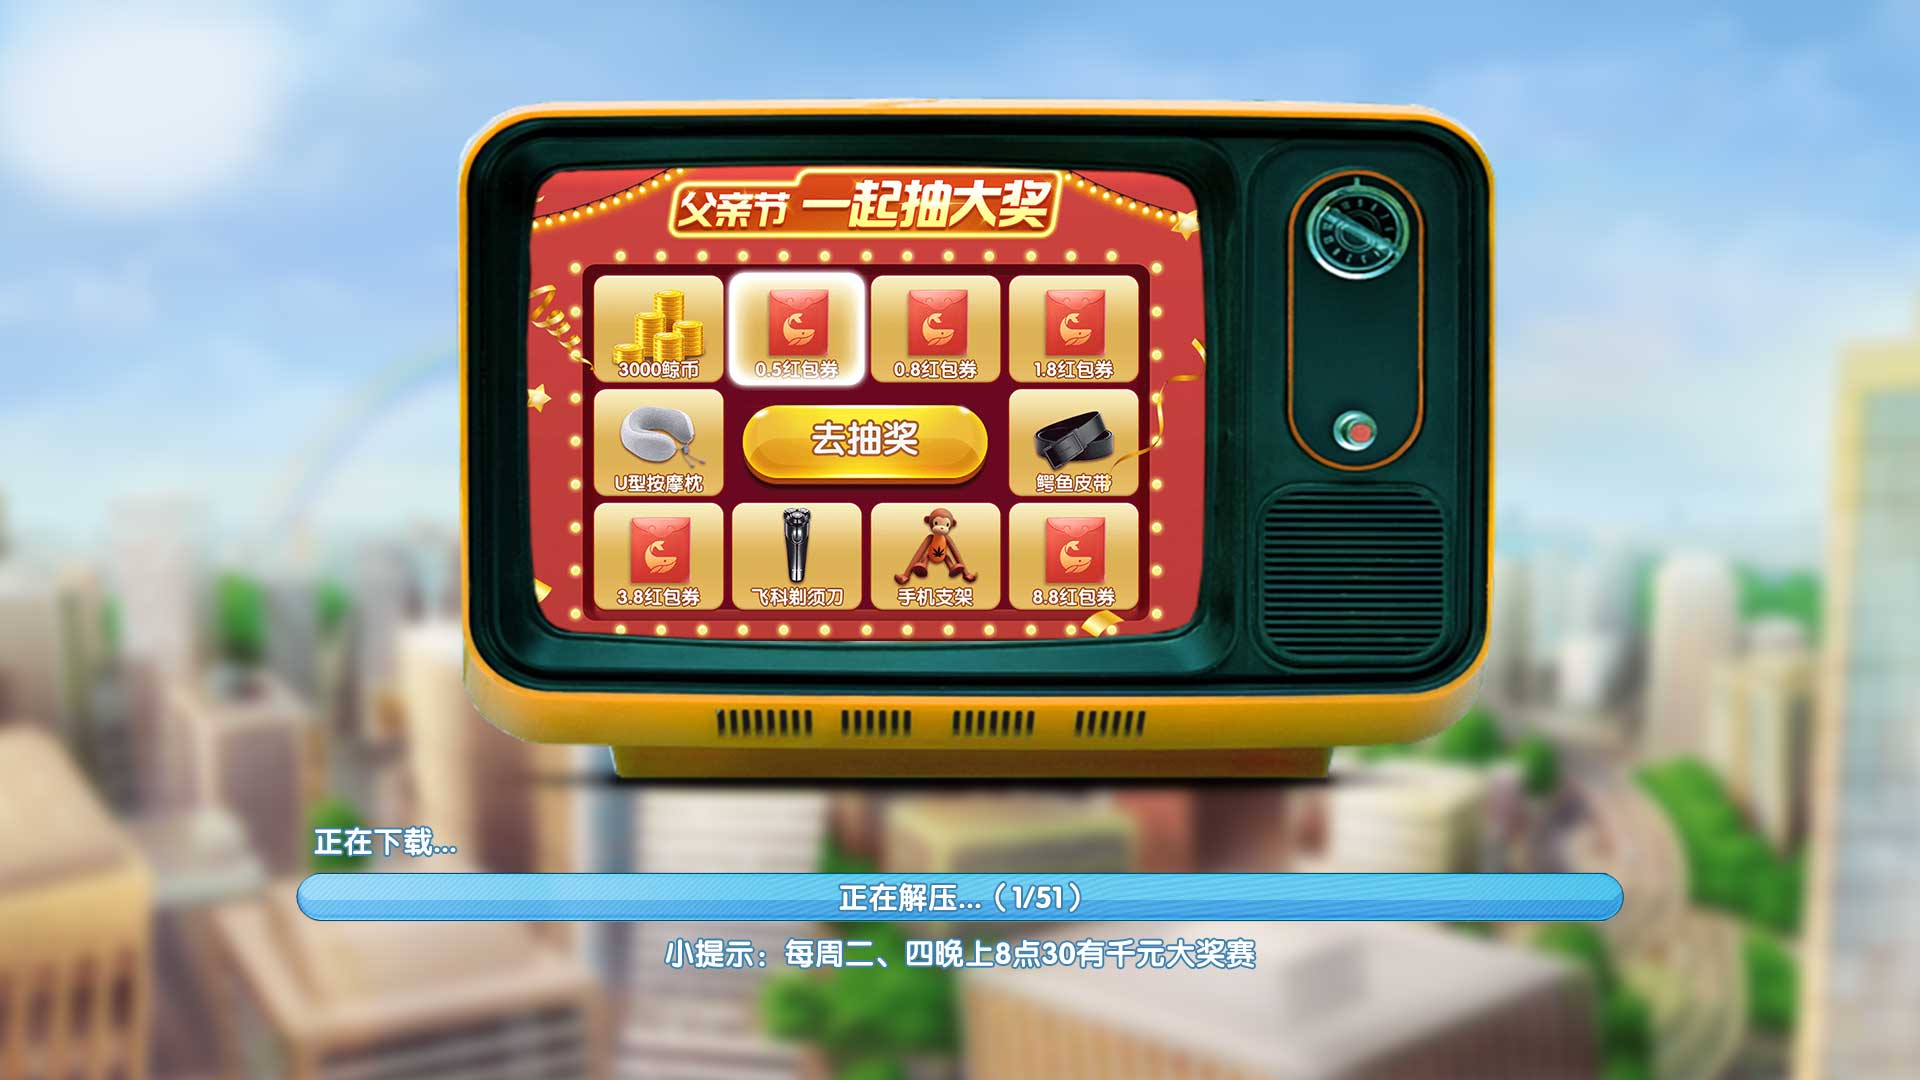 父亲节 一起抽大奖
3000鲸币
0.5红包券
0.8红包券
1.8红包券
U型按摩枕
去抽奖
鳄鱼皮带
3.8红包券
飞科剃须刀
手机支架
8.8红包券
正在下载...
正在解压...（1/51）
小提示：每周二、四晚上8点30有千元大奖赛